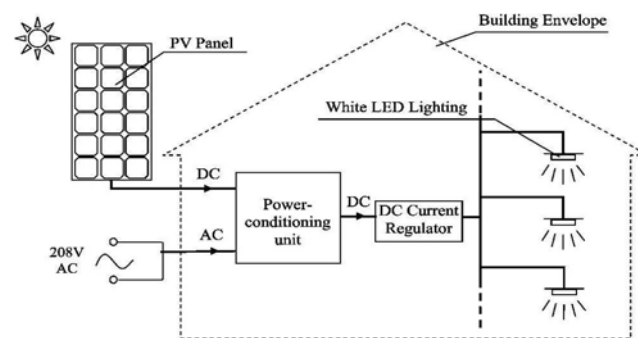 Building Envelope
PV Panel
White LED Lighting
DC
Power-
conditioning
unit
DC
DC Current
Regulator
AC
208V
AC